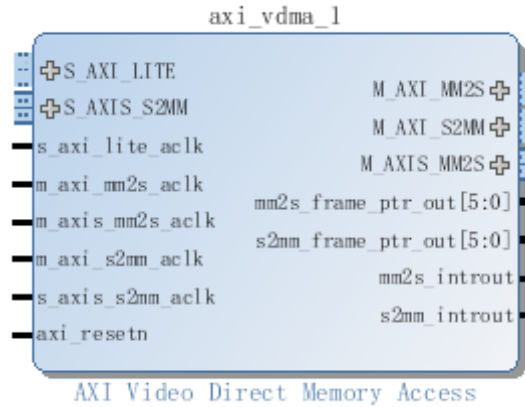 axi_vdma_1
S_AXI_LITE
S_AXIS_S2MM
s_axi_lite_aclk
m_axi_mm2s_aclk
m_axis_mm2s_aclk
m_axi_s2mm_aclk
s_axis_s2mm_aclk
axi_resetn
M_AXI_MM2S
M_AXI_S2MM
M_AXIS_MM2S
mm2s_frame_ptr_out[5:0]
s2mm_frame_ptr_out[5:0]
mm2s_introut
s2mm_introut
AXI Video Direct Memory Access